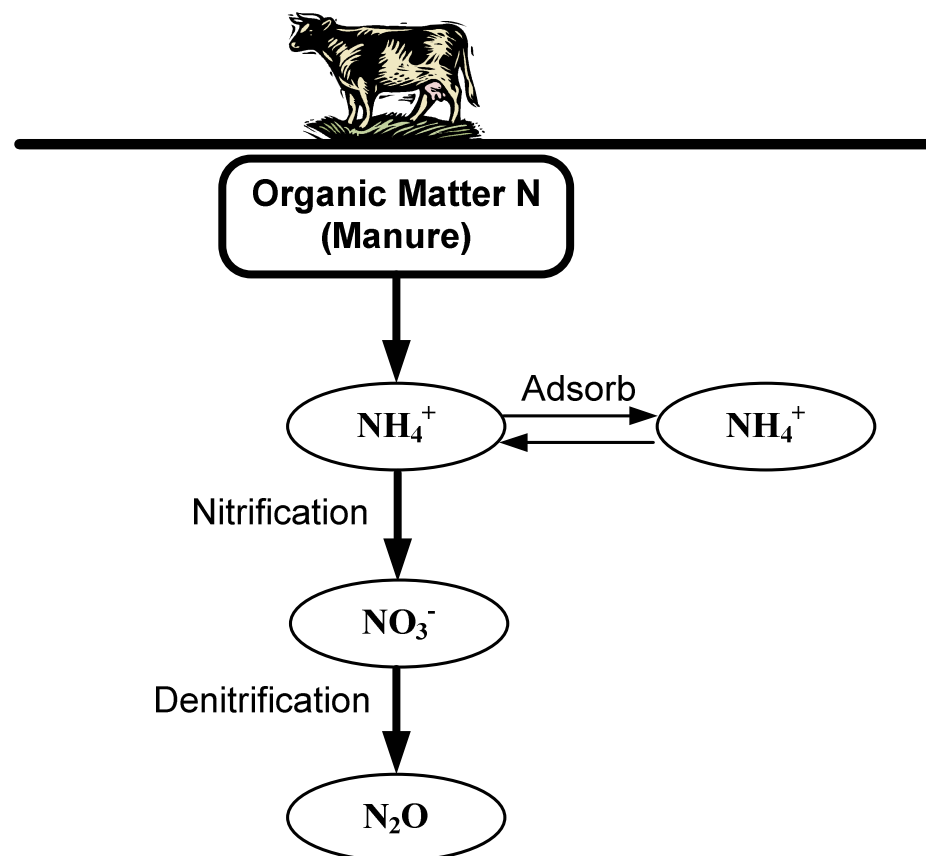 Organic Matter N
(Manure)
Adsorb
NH₄⁺
NH₄⁺
Nitrification
NO₃⁻
Denitrification
N₂O